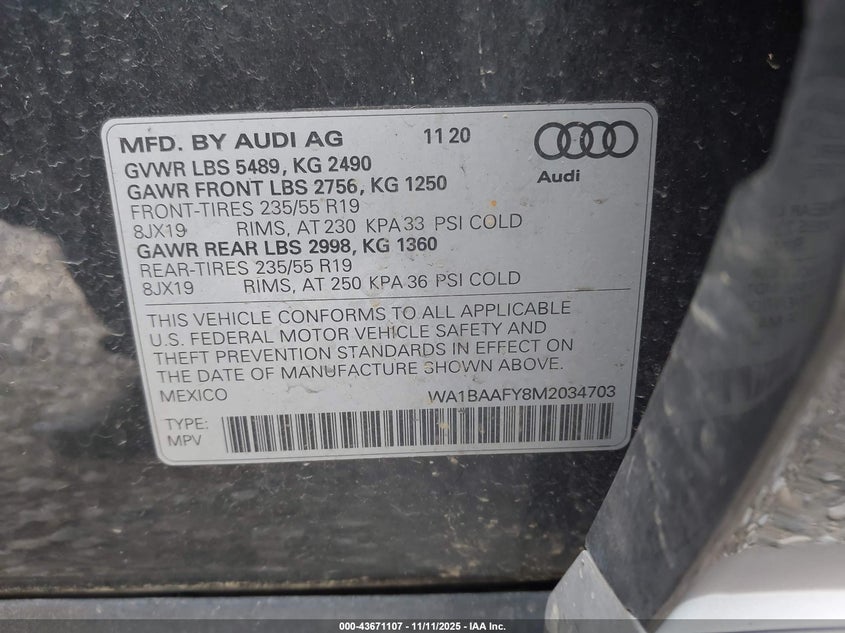 MFD. BY AUDI AG 11 20
GVWR LBS 5489, KG 2490
GAWR FRONT LBS 2756, KG 1250
Audi
FRONT-TIRES 235/55 R19
8JX19 RIMS, AT 230 KPA 33 PSI COLD
GAWR REAR LBS 2998, KG 1360
REAR-TIRES 235/55 R19
8JX19 RIMS, AT 250 KPA 36 PSI COLD
THIS VEHICLE CONFORMS TO ALL APPLICABLE
U.S. FEDERAL MOTOR VEHICLE SAFETY AND
THEFT PREVENTION STANDARDS IN EFFECT ON
THE DATE OF MANUFACTURE SHOWN ABOVE.
MEXICO WA1BAAFY8M2034703
TYPE:
MPV
000-43671107 - 11/11/2025 - IAA Inc.